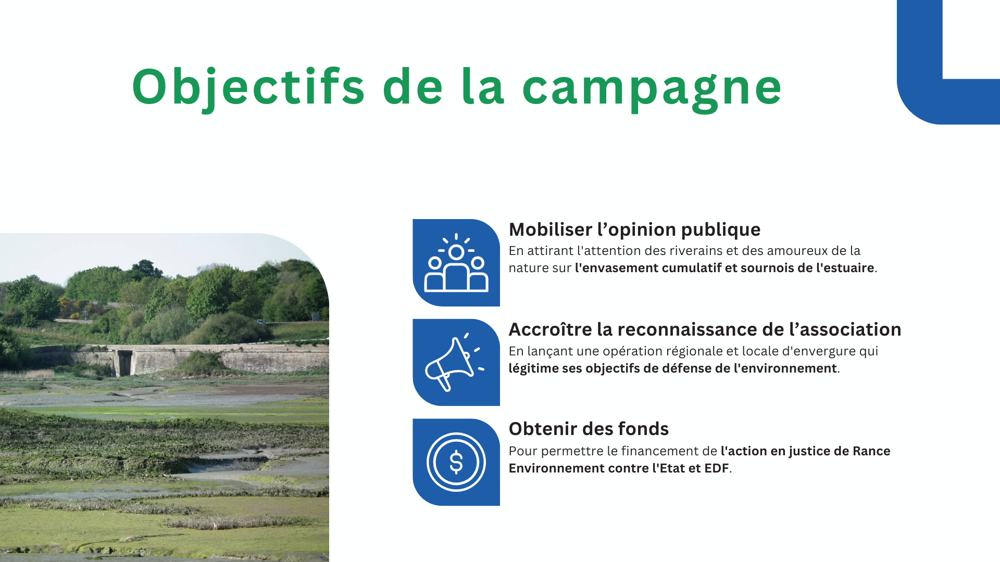 Objectifs de la campagne
Mobiliser l’opinion publique
En attirant l'attention des riverains et des amoureux de la
nature sur l'envasement cumulatif et sournois de l'estuaire.
Accroître la reconnaissance de l’association
En lançant une opération régionale et locale d'envergure qui
légitime ses objectifs de défense de l'environnement.
Obtenir des fonds
Pour permettre le financement de l'action en justice de Rance
Environnement contre l'Etat et EDF.